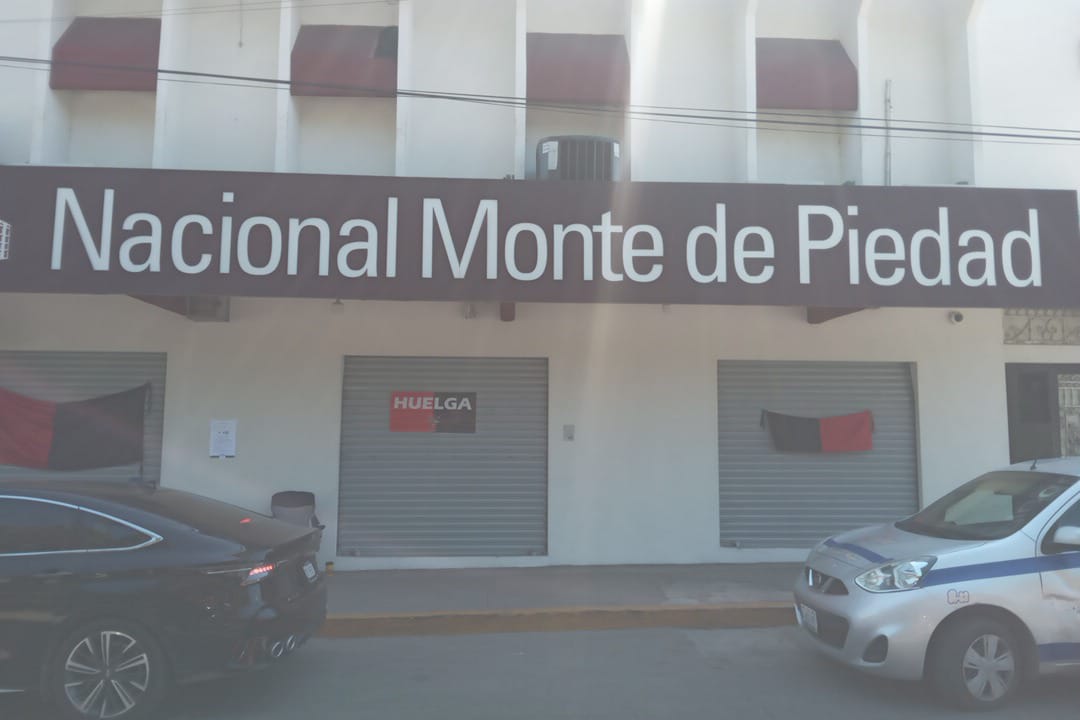 Nacional Monte de Piedad
HUELGA